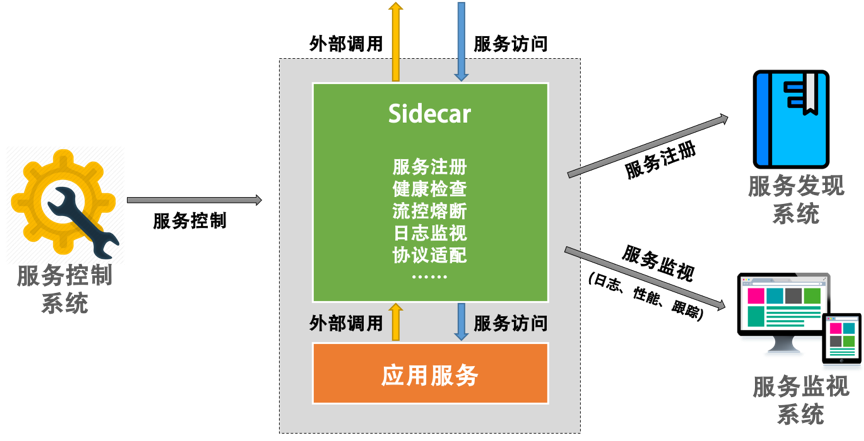 外部调用
服务访问
Sidecar
服务注册
健康检查
流控熔断
日志监视
协议适配
······
服务控制
服务控制
系统
服务注册
服务发现
系统
服务监视
(日志、性能、跟踪)
服务监视
系统
外部调用
服务访问
应用服务